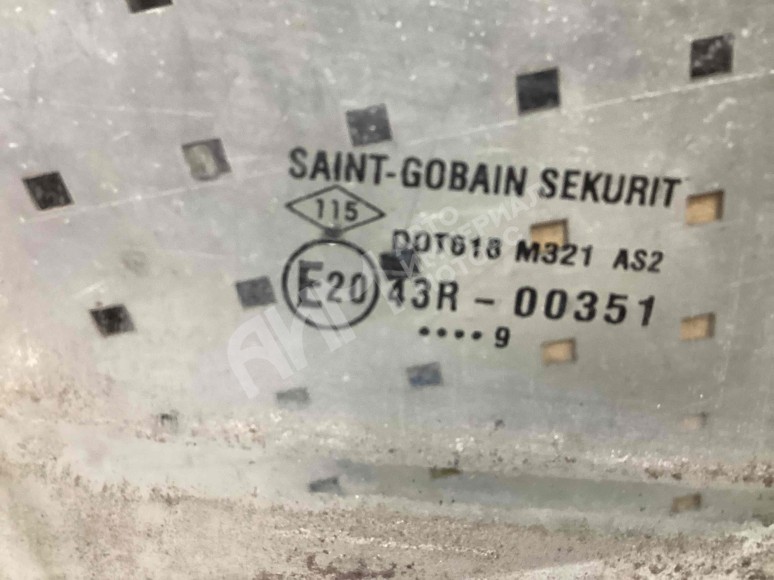 SAINT-GOBAIN SEKURIT
115
DOT618 M321 AS2
E20 43R - 00351
•••• 9